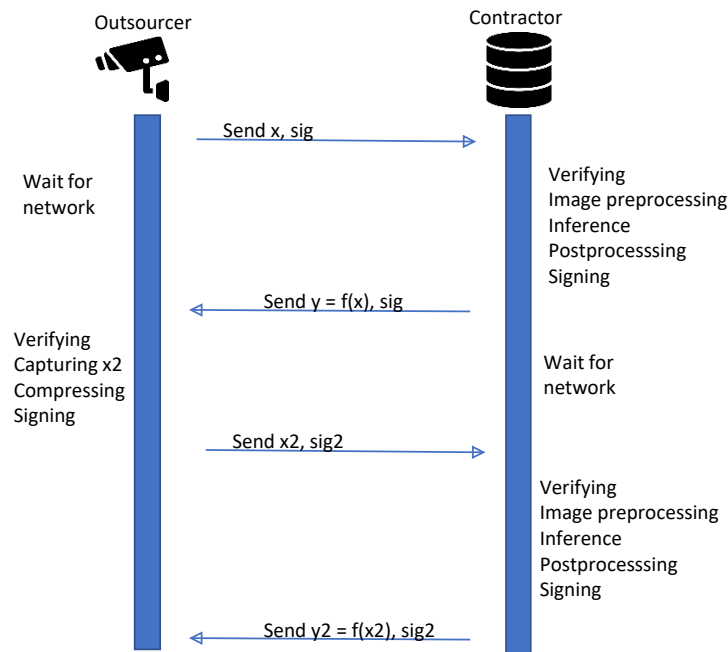 Outsourcer
Contractor
Send x, sig
Wait for
network
Verifying
Image preprocessing
Inference
Postprocesssing
Signing
Send y = f(x), sig
Verifying
Capturing x2
Compressing
Signing
Wait for
network
Send x2, sig2
Verifying
Image preprocessing
Inference
Postprocesssing
Signing
Send y2 = f(x2), sig2